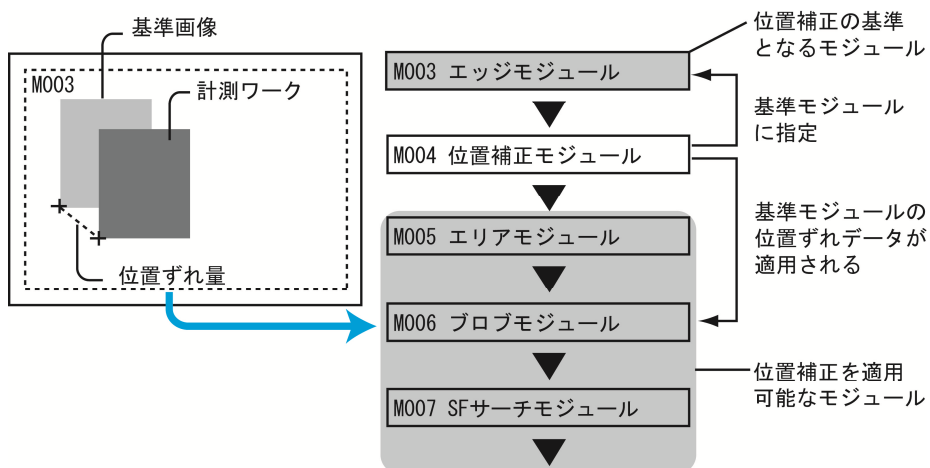 基準画像
M003
計測ワーク
位置ずれ量
M003 エッジモジュール
M004 位置補正モジュール
M005 エリアモジュール
M006 ブロブモジュール
M007 SFサーチモジュール
位置補正の基準
となるモジュール
基準モジュール
に指定
基準モジュールの
位置ずれデータが
適用される
位置補正を適用
可能なモジュール